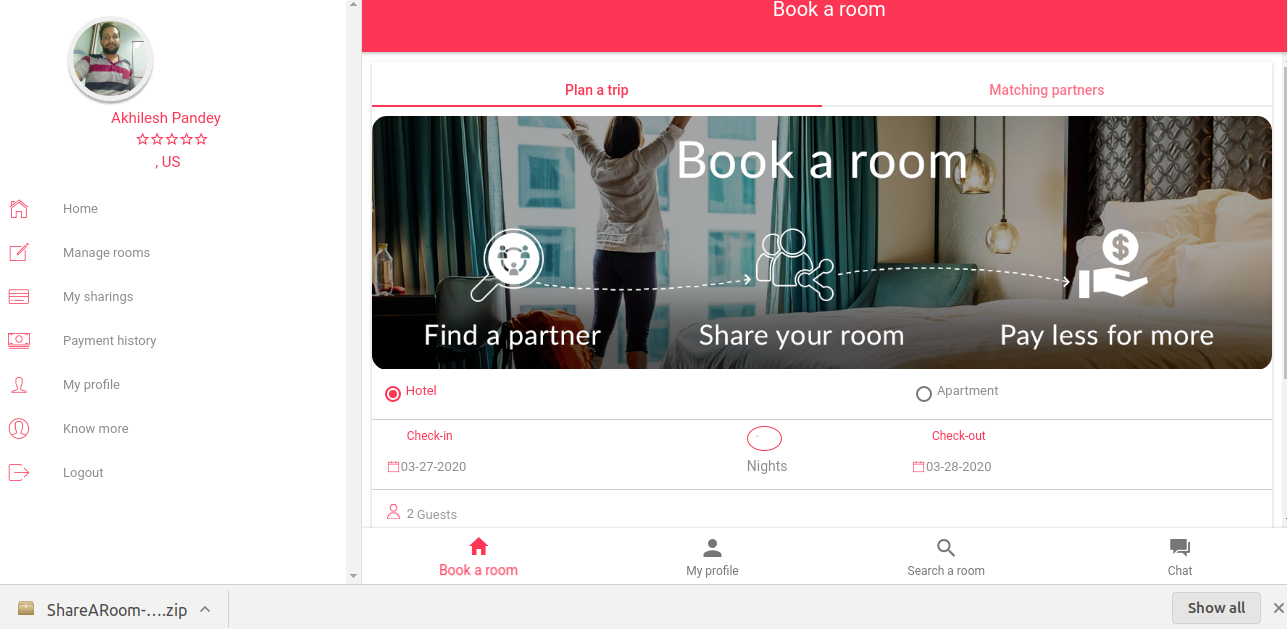 Book a room
Akhilesh Pandey
, US
Home
Manage rooms
My sharings
Payment history
My profile
Know more
Logout
Plan a trip
Matching partners
Book a room
Find a partner
Share your room
Pay less for more
Hotel
Apartment
Check-in
Check-out
03-27-2020
Nights
03-28-2020
2 Guests
Book a room
My profile
Search a room
Chat
ShareARoom-....zip
Show all